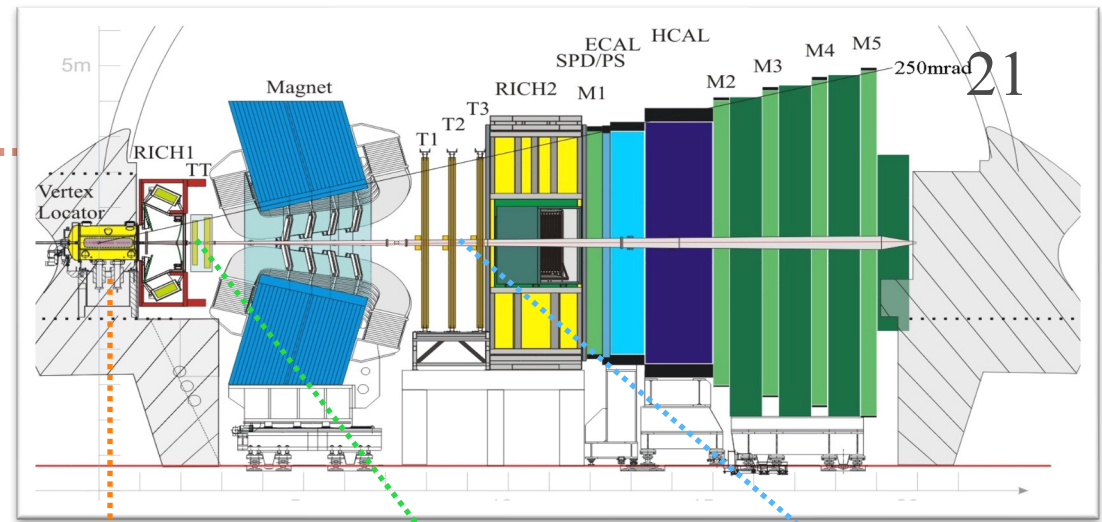 HCAL
ECAL
SPD/PS
M5
M4
M3
M2
5m
250mrad
21
Magnet
RICH2
M1
T3
T2
T1
RICH1
TT
Vertex
Locator